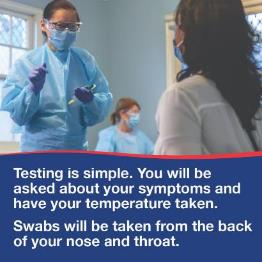 Testing is simple. You will be
asked about your symptoms and
have your temperature taken.
Swabs will be taken from the back
of your nose and throat.